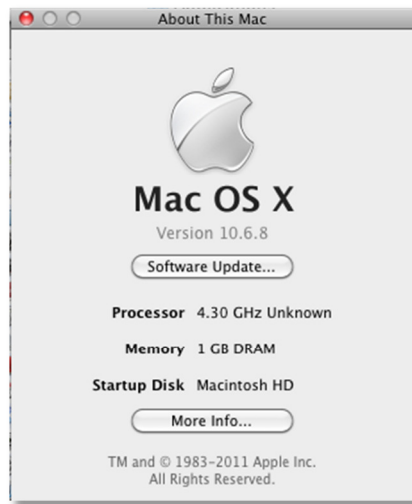 About This Mac
Mac OS X
Version 10.6.8
Software Update...
Processor 4.30 GHz Unknown
Memory 1 GB DRAM
Startup Disk Macintosh HD
More Info...
TM and © 1983-2011 Apple Inc.
All Rights Reserved.